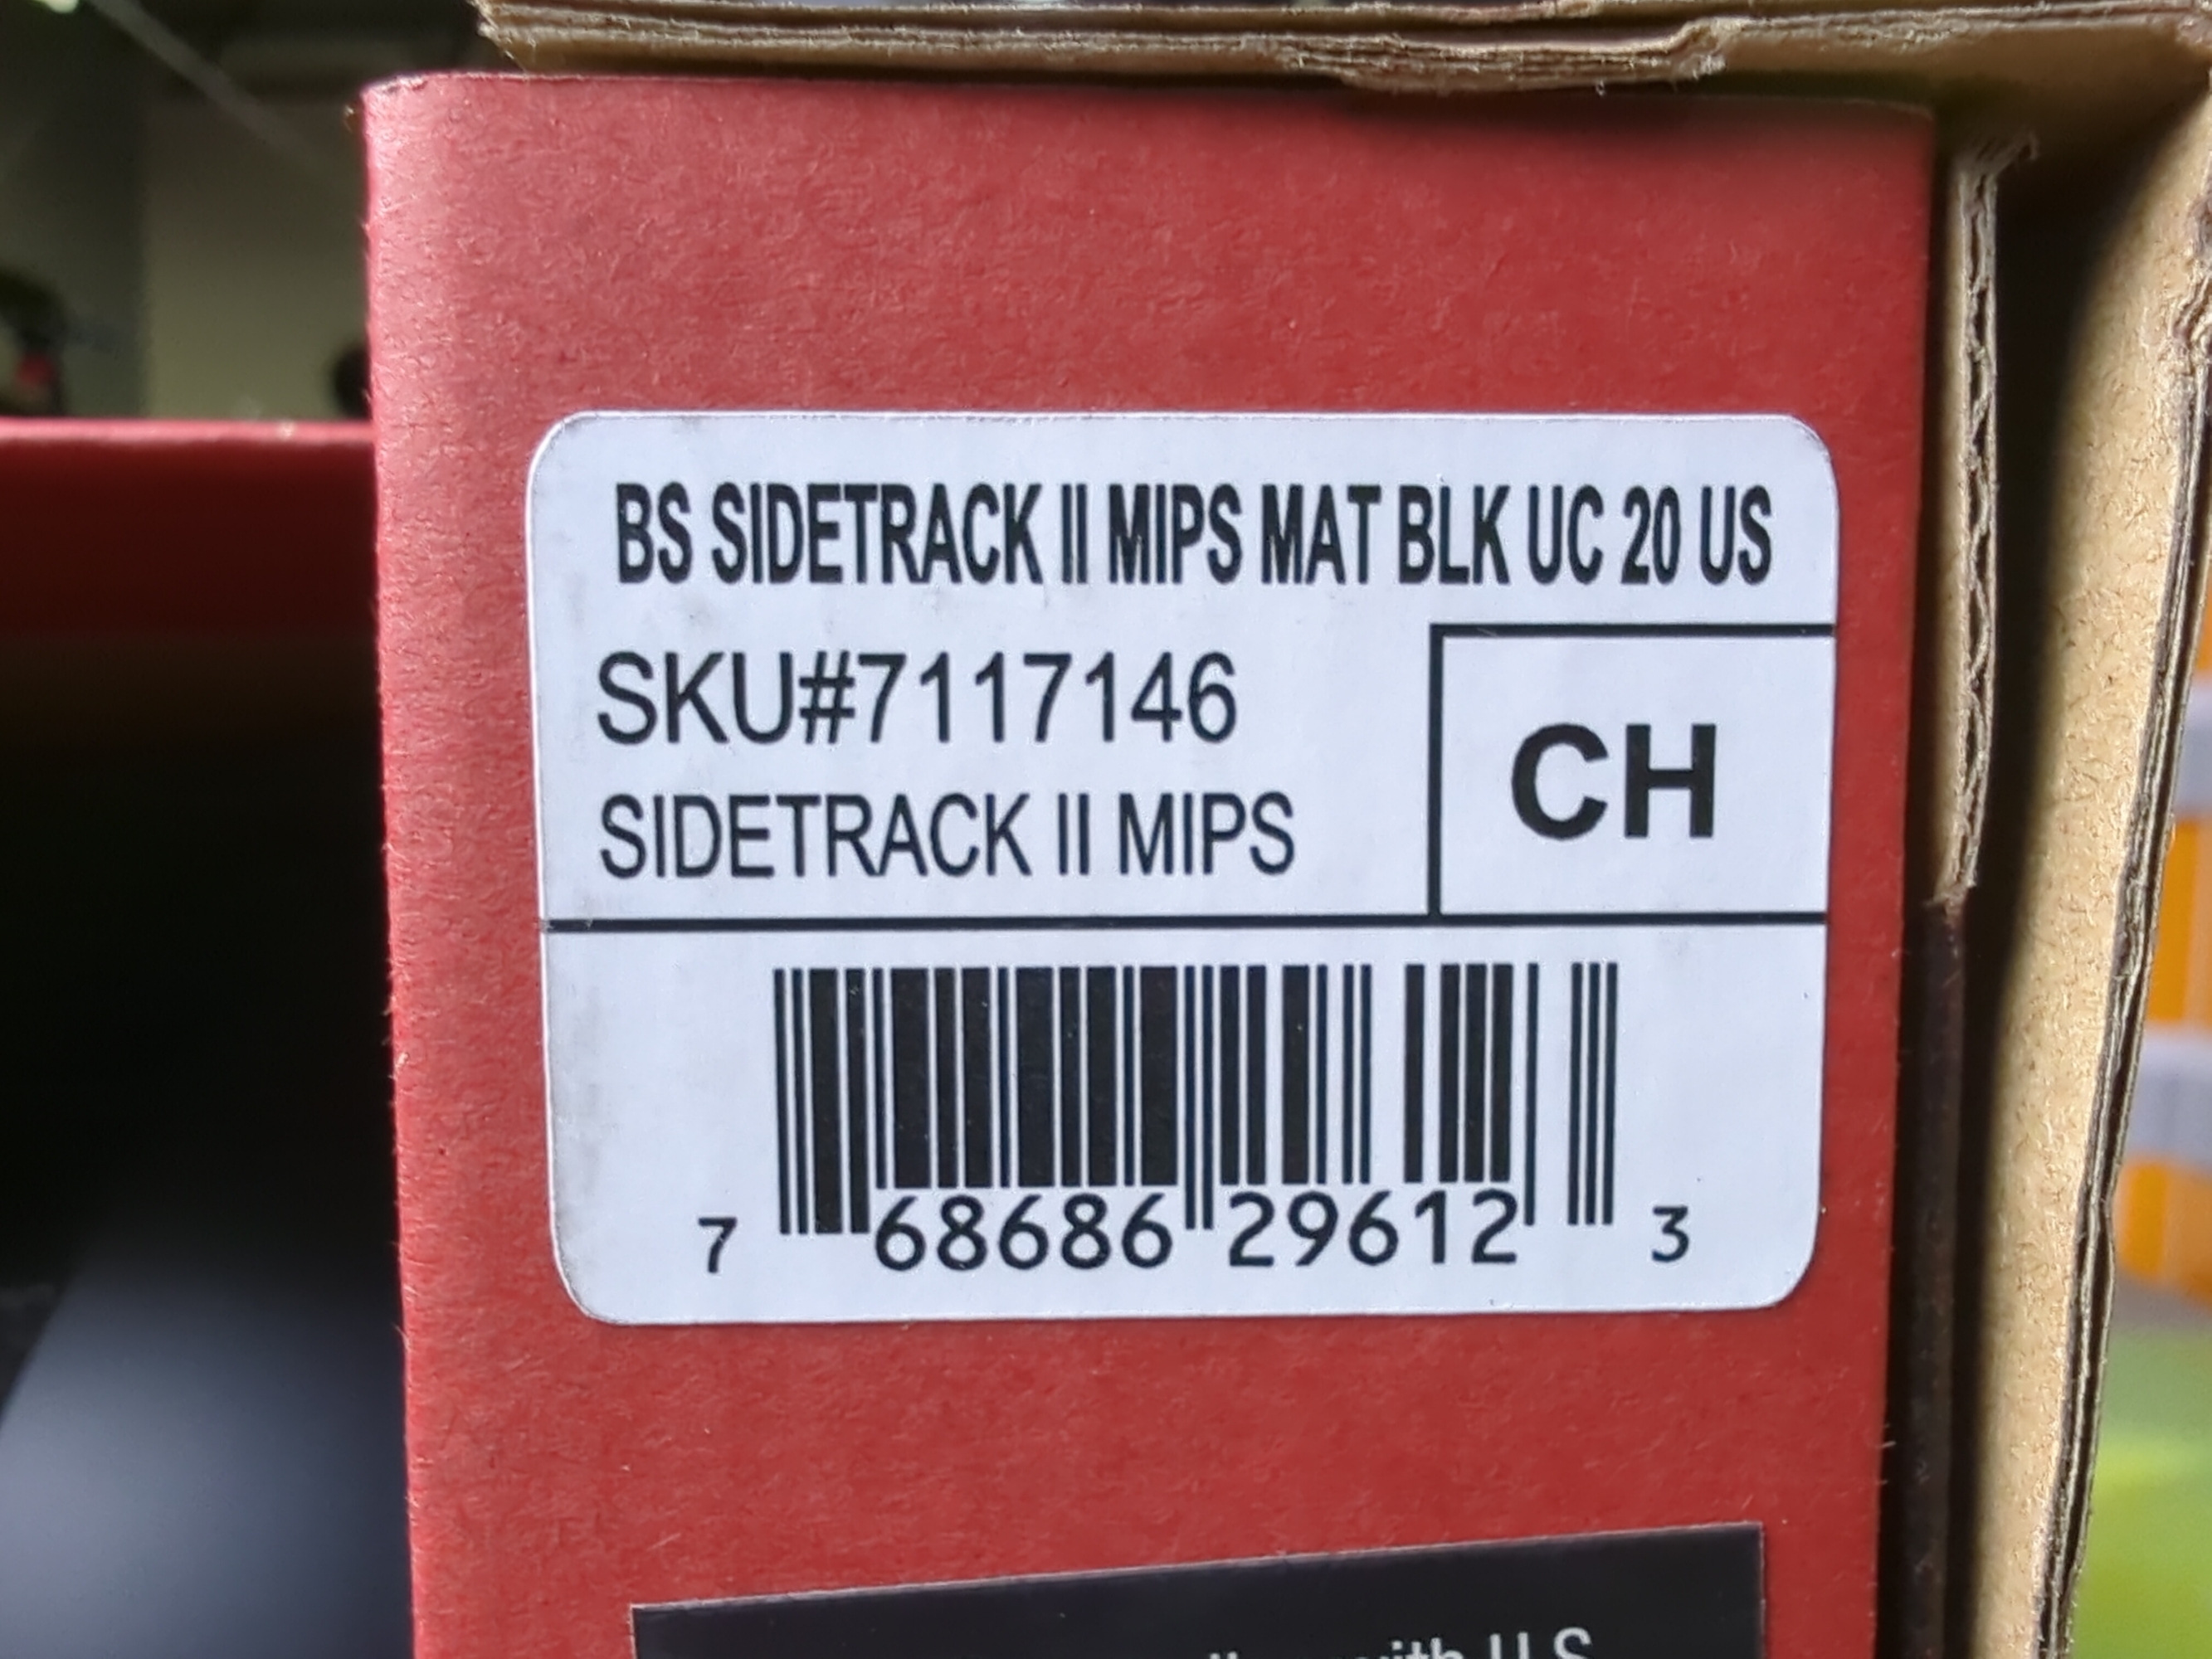 BS SIDETRACK II MIPS MAT BLK UC 20 US
SKU#7117146
CH
SIDETRACK II MIPS
7 68686 29612 3
with U.S.